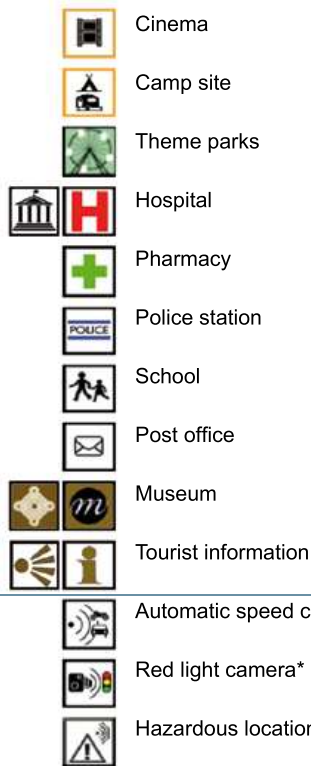 Cinema
Camp site
Theme parks
H Hospital
Pharmacy
POLICE Police station
School
Post office
m Museum
i Tourist information
Automatic speed c
Red light camera*
Hazardous location